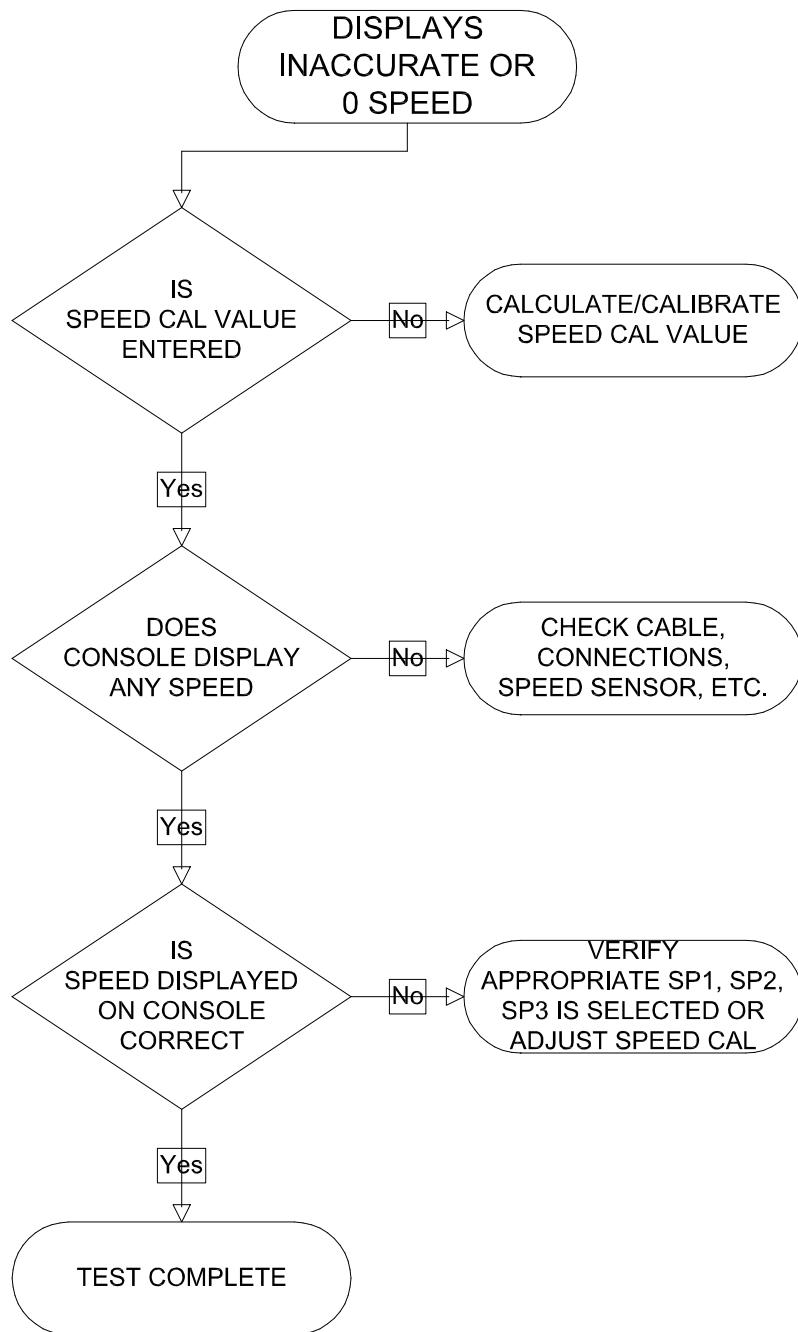 DISPLAYS
INACCURATE OR
0 SPEED
IS
SPEED CAL VALUE
ENTERED
No
CALCULATE/CALIBRATE
SPEED CAL VALUE
Yes
DOES
CONSOLE DISPLAY
ANY SPEED
No
CHECK CABLE,
CONNECTIONS,
SPEED SENSOR, ETC.
Yes
IS
SPEED DISPLAYED
ON CONSOLE
CORRECT
No
VERIFY
APPROPRIATE SP1, SP2,
SP3 IS SELECTED OR
ADJUST SPEED CAL
Yes
TEST COMPLETE